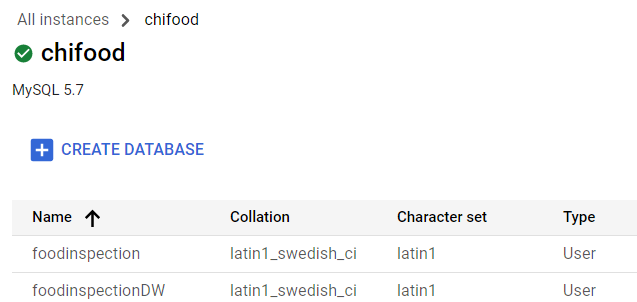 All instances > chifood
chifood
MySQL 5.7
CREATE DATABASE
Name ↑ Collation Character set Type
foodinspection latin1_swedish_ci latin1 User
foodinspectionDW latin1_swedish_ci latin1 User